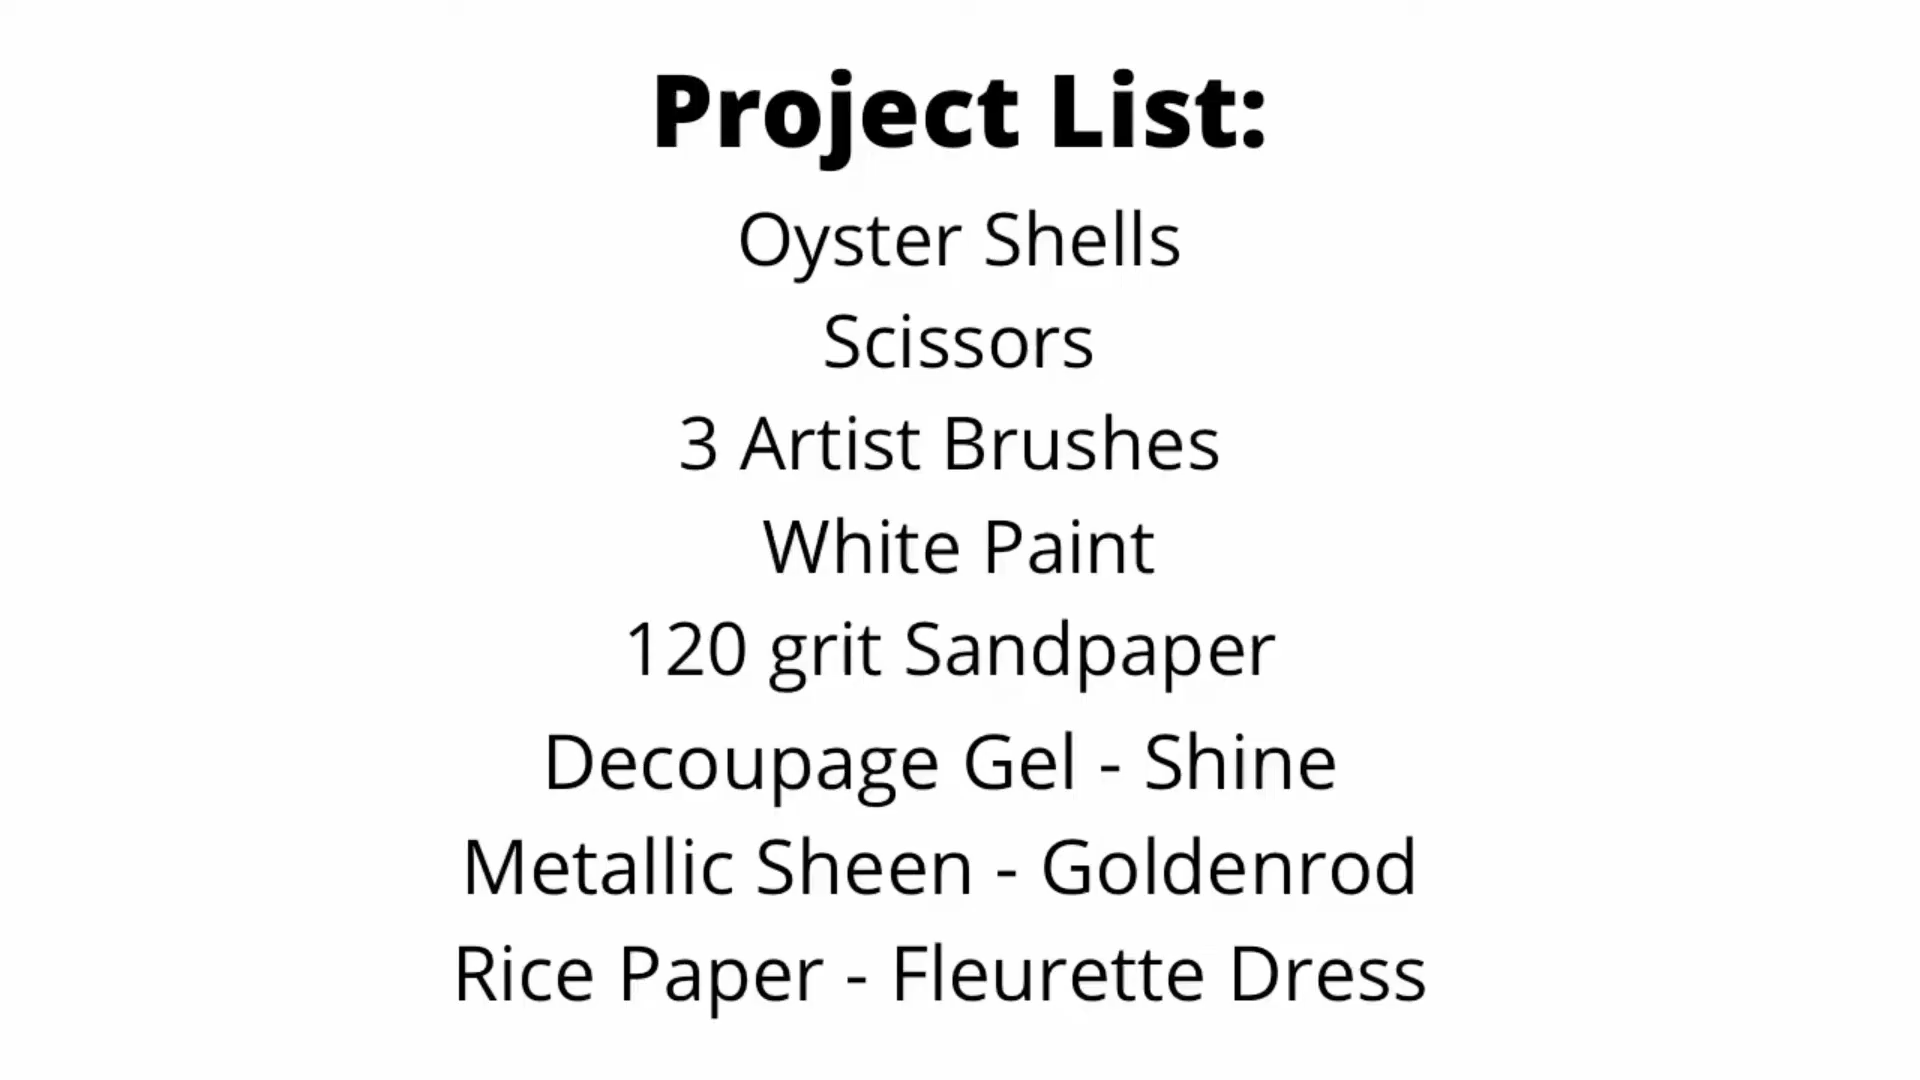 Project List:
Oyster Shells
Scissors
3 Artist Brushes
White Paint
120 grit Sandpaper
Decoupage Gel - Shine
Metallic Sheen - Goldenrod
Rice Paper - Fleurette Dress